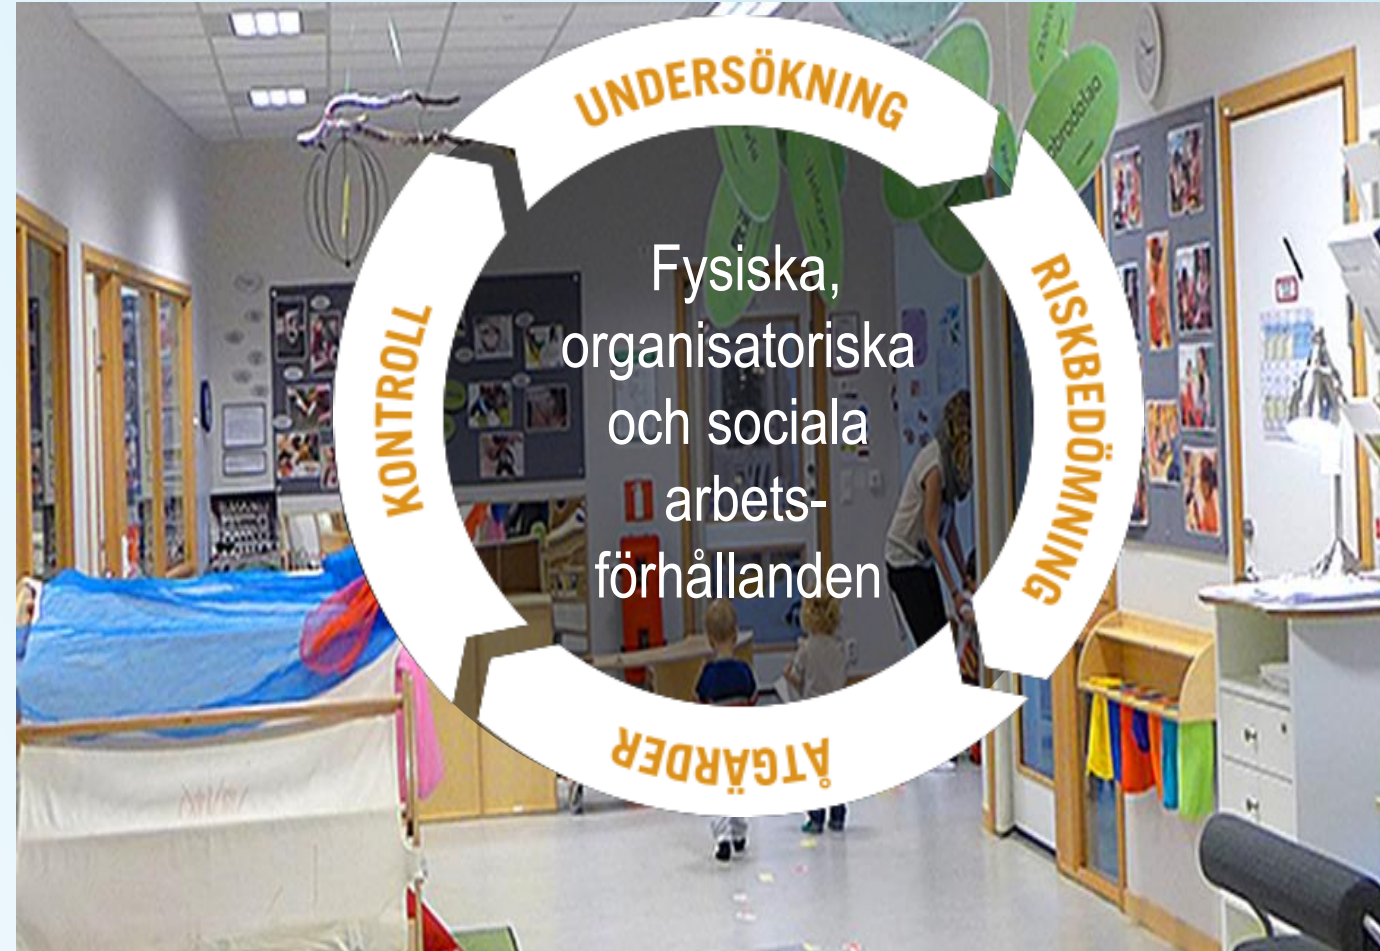 UNDERSÖKNING
RISKBEDÖMNING
ÅTGÄRDER
KONTROLL
Fysiska,
organisatoriska
och sociala
arbets-
förhållanden